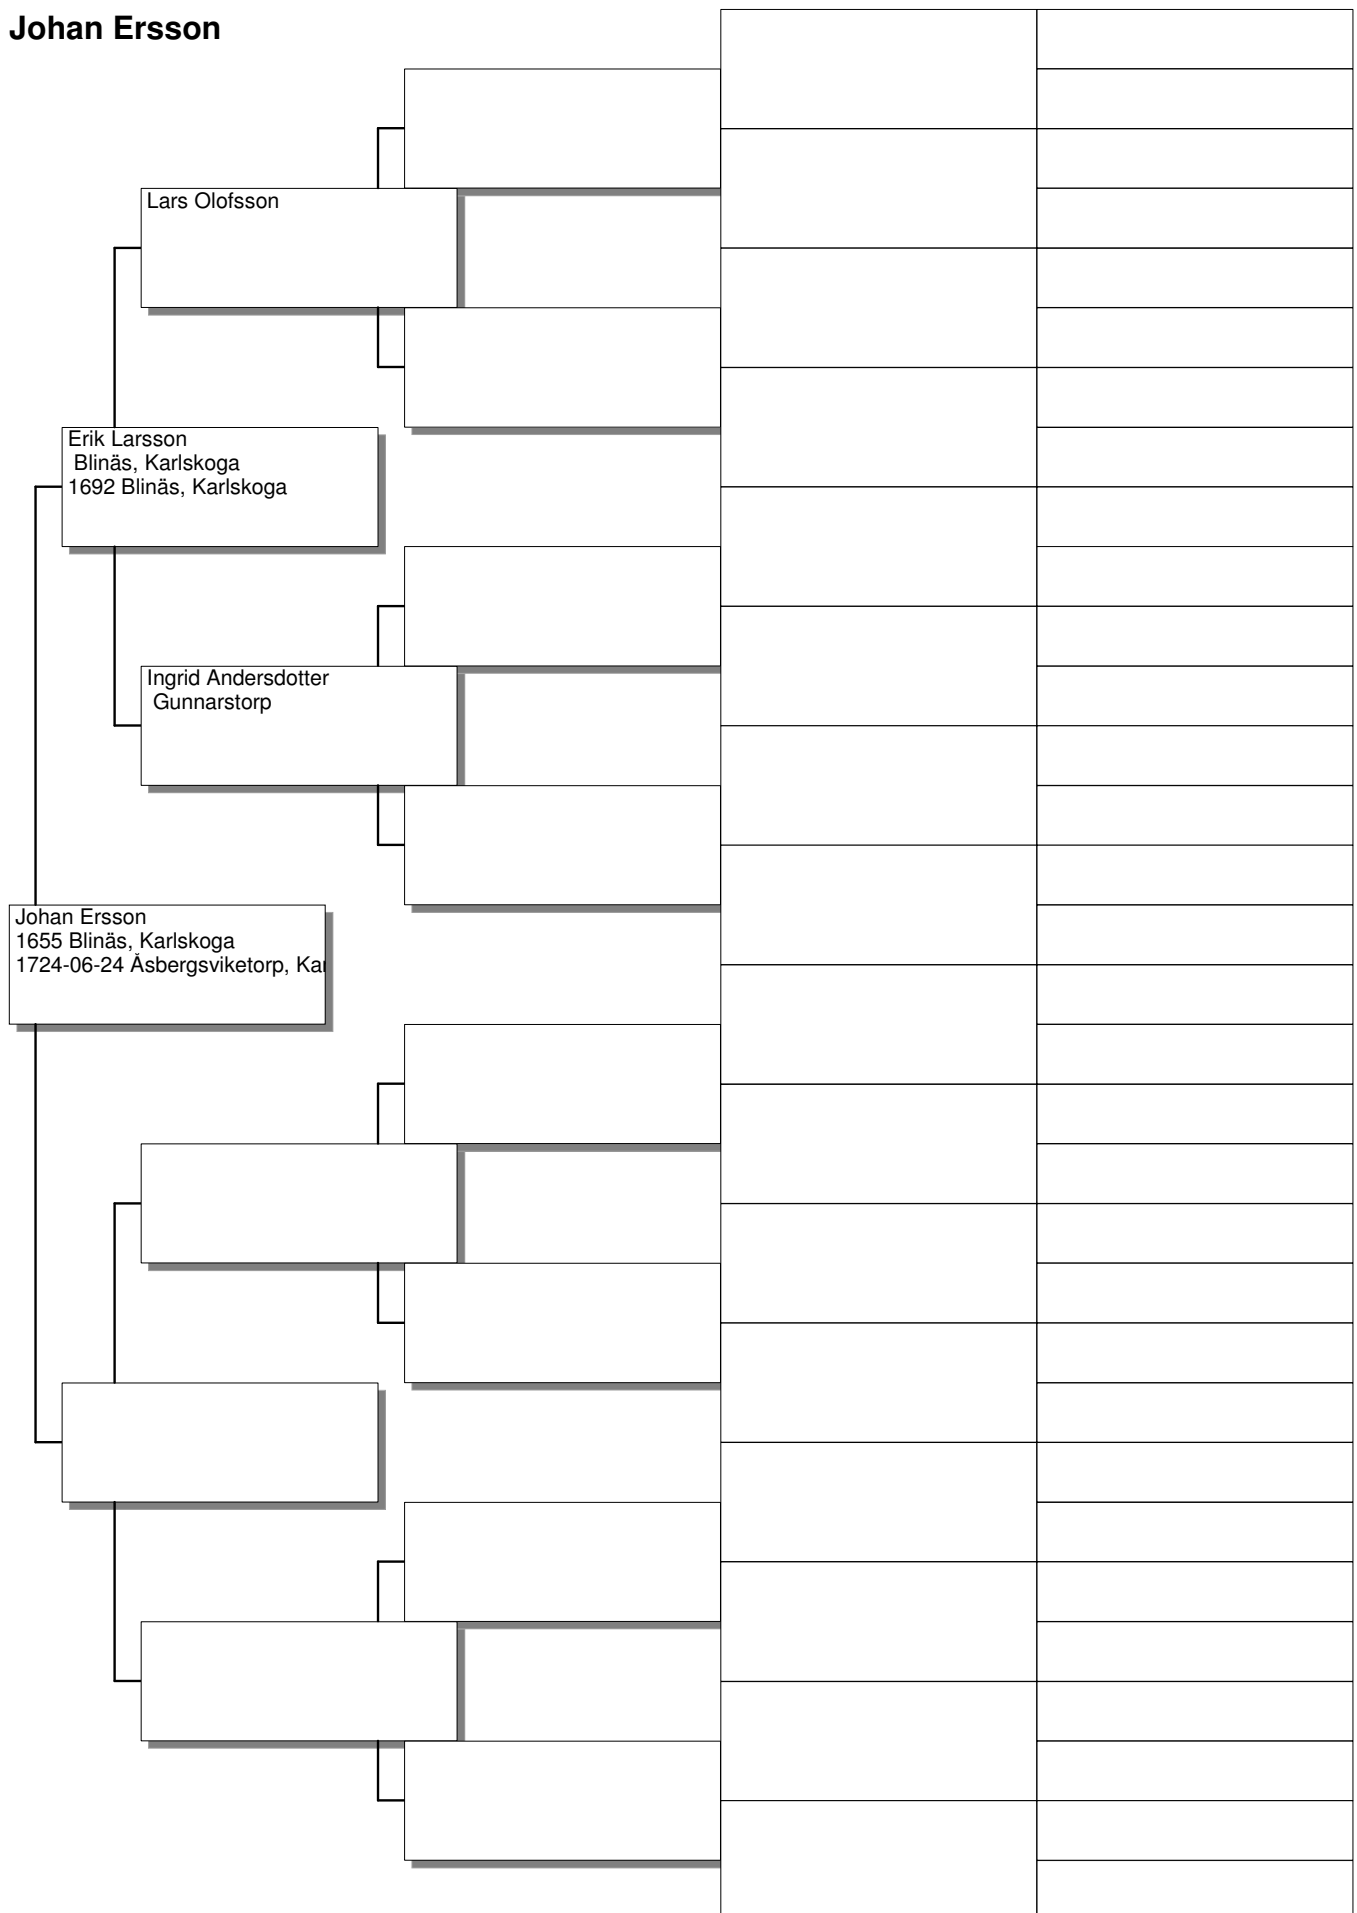 Johan Ersson
Lars Olofsson
Erik Larsson
Blinäs, Karlskoga
1692 Blinäs, Karlskoga
Ingrid Andersdotter
Gunnarstorp
Johan Ersson
1655 Blinäs, Karlskoga
1724-06-24 Åsbergsviketorp,